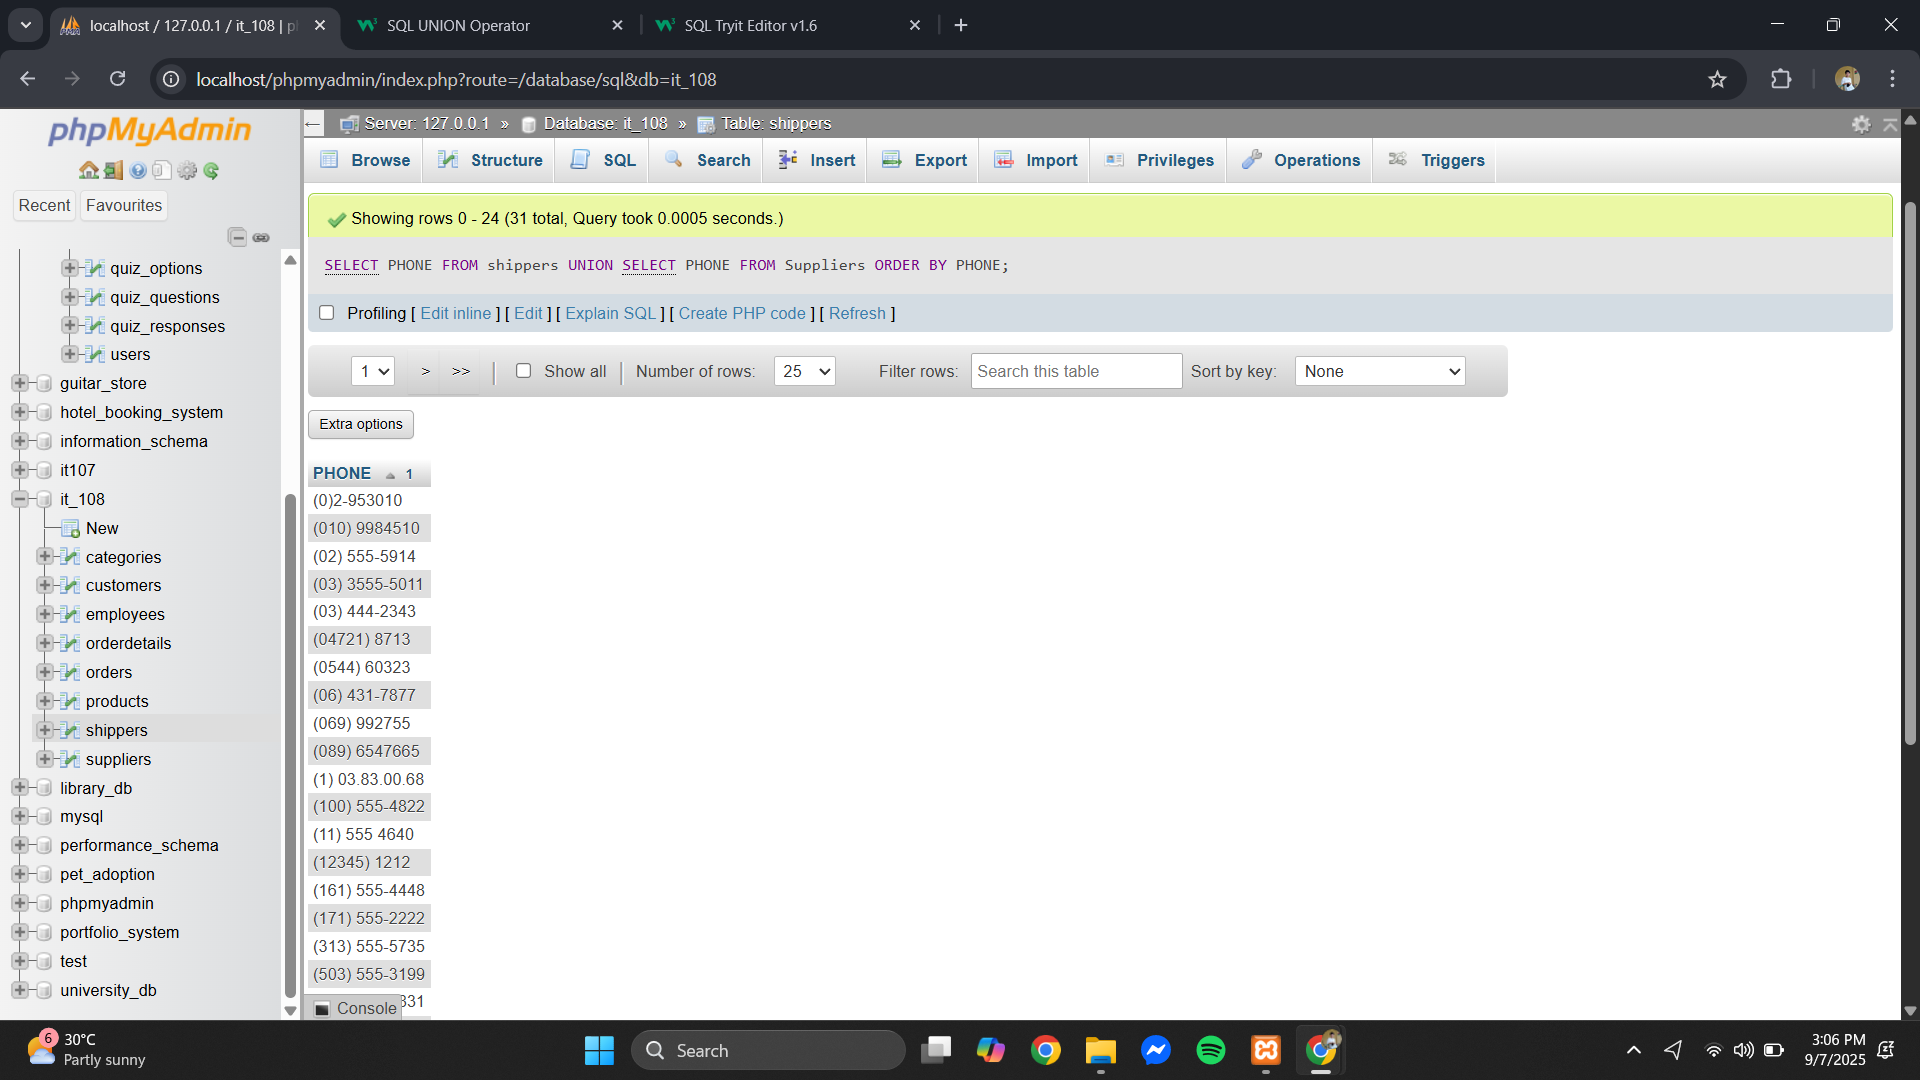 localhost / 127.0.0.1 / it_108 | p
SQL UNION Operator
SQL Tryit Editor v1.6
localhost/phpmyadmin/index.php?route=/database/sql&db=it_108
phpMyAdmin
Recent
Favourites
quiz_options
quiz_questions
quiz_responses
users
guitar_store
hotel_booking_system
information_schema
it107
it_108
New
categories
customers
employees
orderdetails
orders
products
shippers
suppliers
library_db
mysql
performance_schema
pet_adoption
phpmyadmin
portfolio_system
test
university_db
Server: 127.0.0.1 » Database: it_108 » Table: shippers
Browse Structure SQL Search Insert Export Import Privileges Operations Triggers
Showing rows 0 - 24 (31 total, Query took 0.0005 seconds.)
SELECT PHONE FROM shippers UNION SELECT PHONE FROM Suppliers ORDER BY PHONE;
Profiling [ Edit inline ] [ Edit ] [ Explain SQL ] [ Create PHP code ] [ Refresh ]
1 > >> | Show all | Number of rows: 25 Filter rows: Search this table Sort by key: None
Extra options
PHONE 1
(0)2-953010
(010) 9984510
(02) 555-5914
(03) 3555-5011
(03) 444-2343
(04721) 8713
(0544) 60323
(06) 431-7877
(069) 992755
(089) 6547665
(1) 03.83.00.68
(100) 555-4822
(11) 555 4640
(12345) 1212
(161) 555-4448
(171) 555-2222
(313) 555-5735
(503) 555-3199
331
Console
6
30°C
Partly sunny
Search
3:06 PM
9/7/2025